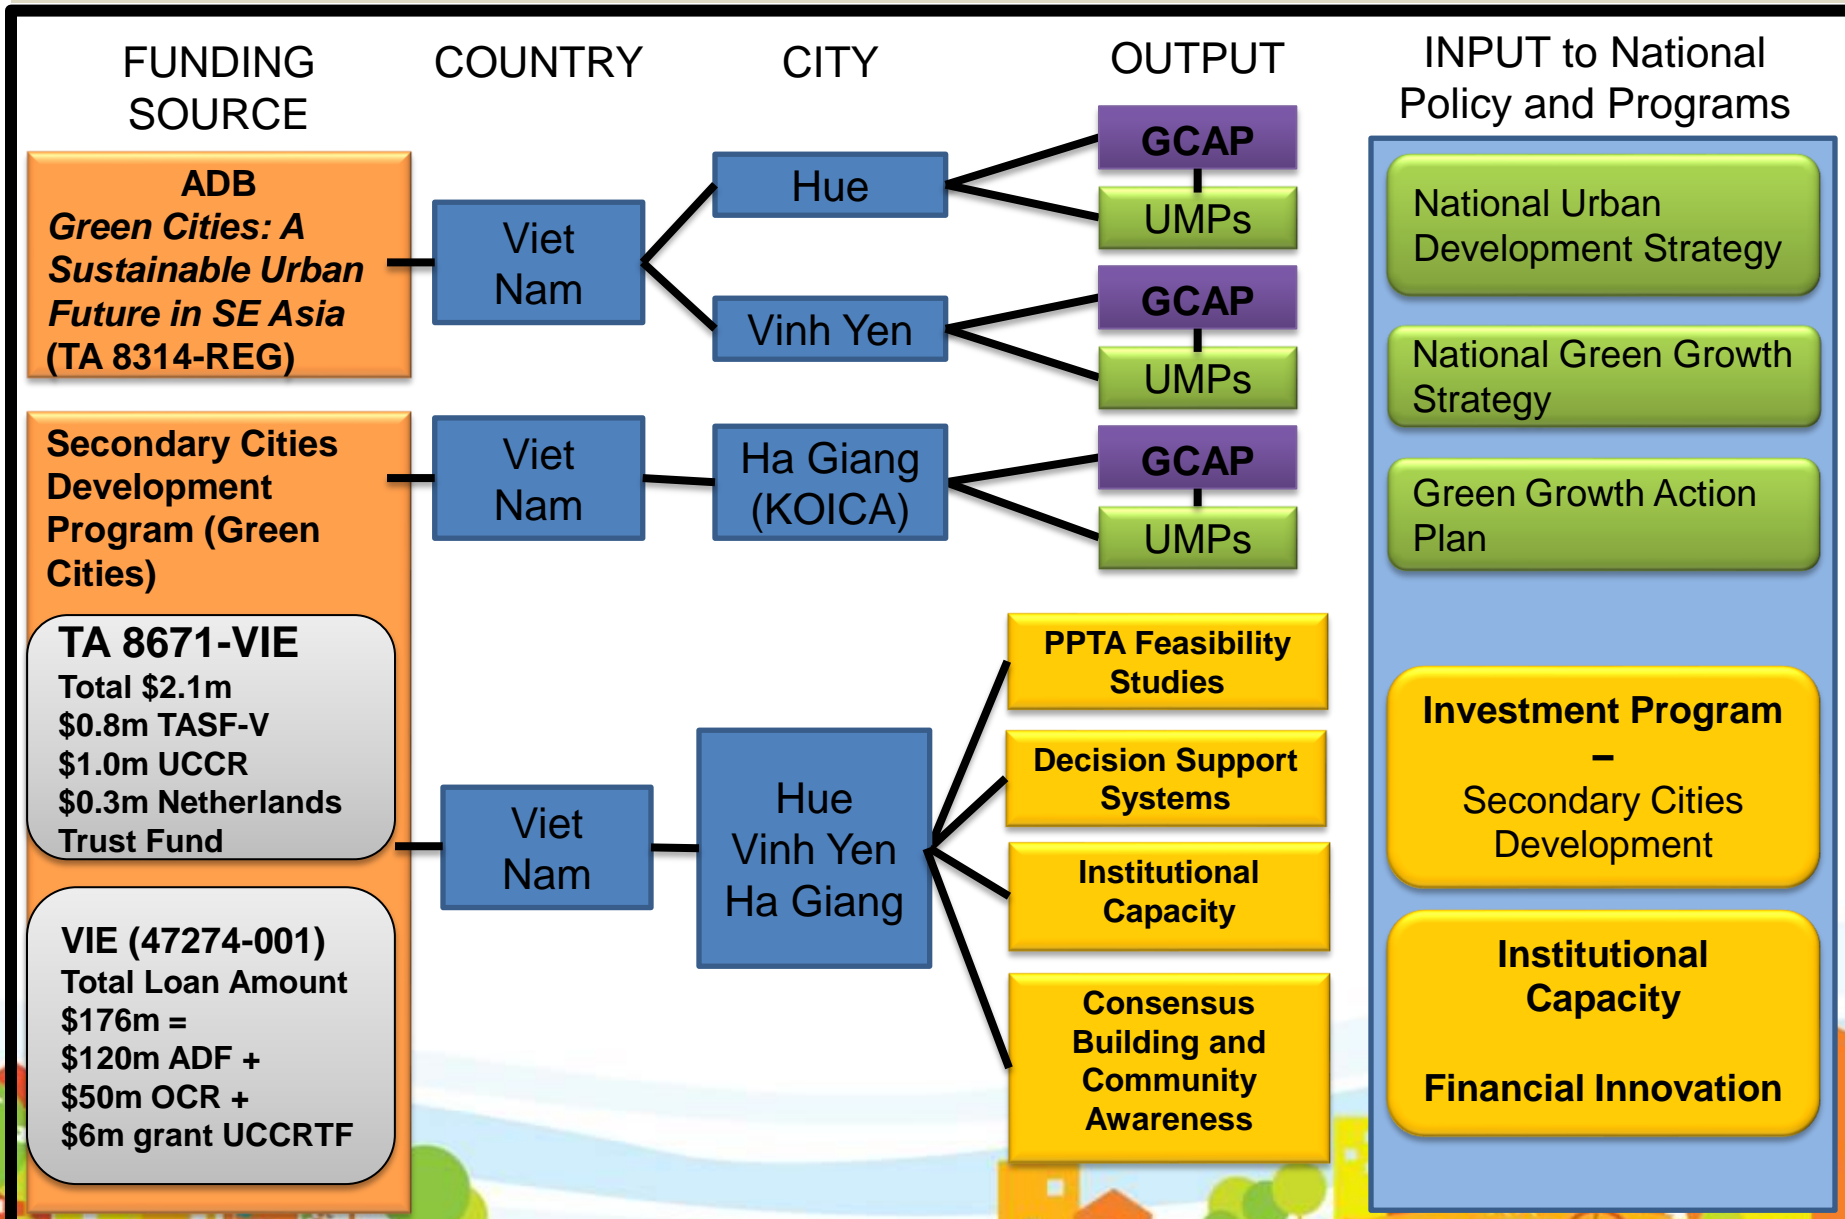 FUNDING
SOURCE
COUNTRY
CITY
OUTPUT
INPUT to National
Policy and Programs
ADB
Green Cities: A
Sustainable Urban
Future in SE Asia
(TA 8314-REG)
Viet
Nam
Hue
Vinh Yen
GCAP
UMPs
GCAP
UMPs
Secondary Cities
Development
Program (Green
Cities)
Viet
Nam
Ha Giang
(KOICA)
GCAP
UMPs
TA 8671-VIE
Total $2.1m
$0.8m TASF-V
$1.0m UCCR
$0.3m Netherlands
Trust Fund
VIE (47274-001)
Total Loan Amount
$176m =
$120m ADF +
$50m OCR +
$6m grant UCCRTF
Viet
Nam
Hue
Vinh Yen
Ha Giang
PPTA Feasibility
Studies
Decision Support
Systems
Institutional
Capacity
Consensus
Building and
Community
Awareness
National Urban
Development Strategy
National Green Growth
Strategy
Green Growth Action
Plan
Investment Program
–
Secondary Cities
Development
Institutional
Capacity
Financial Innovation